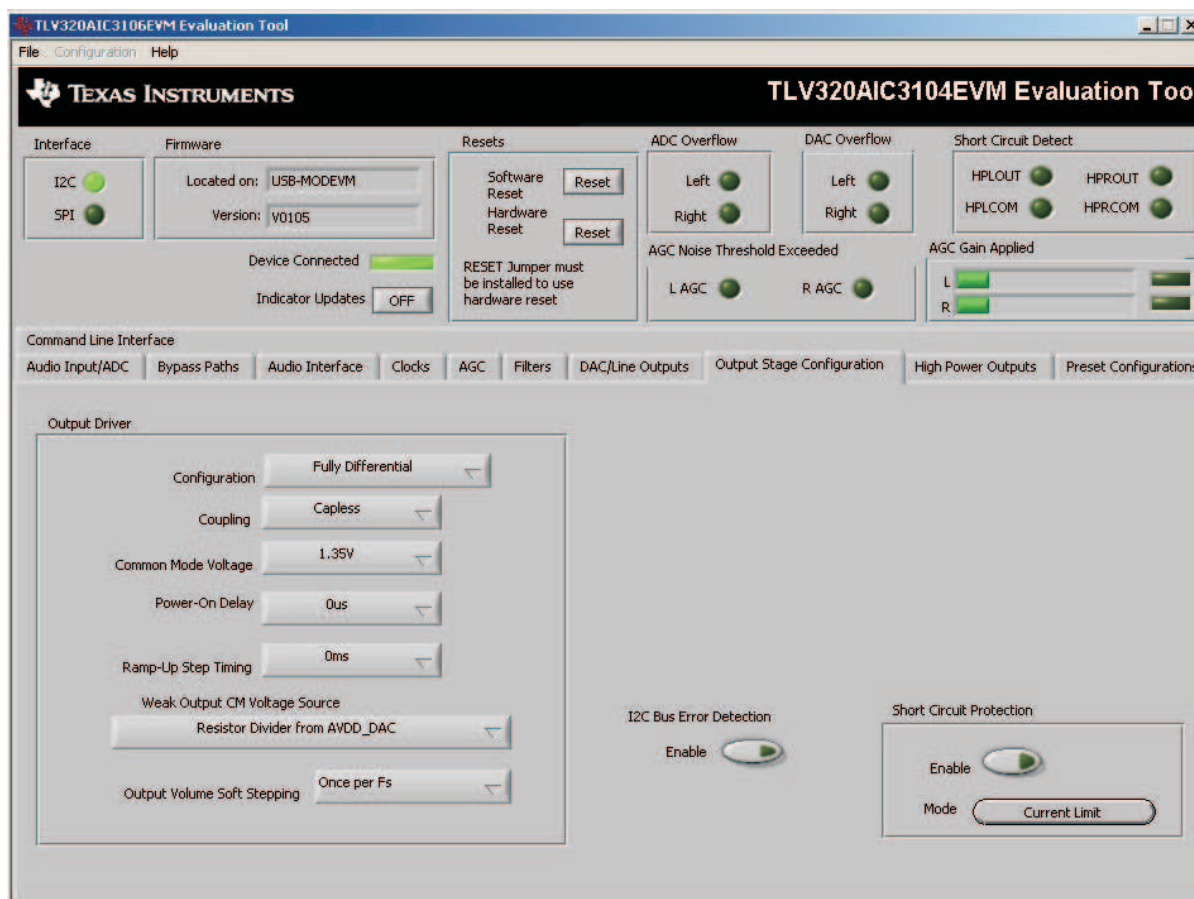 TLV320AIC3106EVM Evaluation Tool
File Configuration Help
TEXAS INSTRUMENTS
TLV320AIC3104EVM Evaluation Too
Interface
I2C
SPI
Firmware
Located on: USB-MODEVM
Version: V0105
Device Connected
Indicator Updates OFF
Resets
Software Reset Reset
Hardware Reset Reset
RESET Jumper must
be installed to use
hardware reset
ADC Overflow
Left
Right
DAC Overflow
Left
Right
Short Circuit Detect
HPLOUT HPROUT
HPLCOM HPRCOM
AGC Noise Threshold Exceeded
L AGC R AGC
AGC Gain Applied
L
R
Command Line Interface
Audio Input/ADC Bypass Paths Audio Interface Clocks AGC Filters DAC/Line Outputs Output Stage Configuration High Power Outputs Preset Configurations
Output Driver
Configuration Fully Differential
Coupling Capless
Common Mode Voltage 1.35V
Power-On Delay 0us
Ramp-Up Step Timing 0ms
Weak Output CM Voltage Source
Resistor Divider from AVDD_DAC
Output Volume Soft Stepping Once per Fs
I2C Bus Error Detection
Enable
Short Circuit Protection
Enable
Mode Current Limit